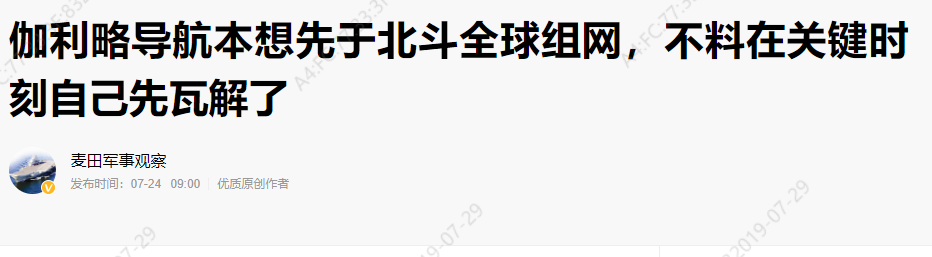 伽利略导航本想先于北斗全球组网，不料在关键时
刻自己先瓦解了
麦田军事观察
发布时间：07-24 09:00 优质原创作者